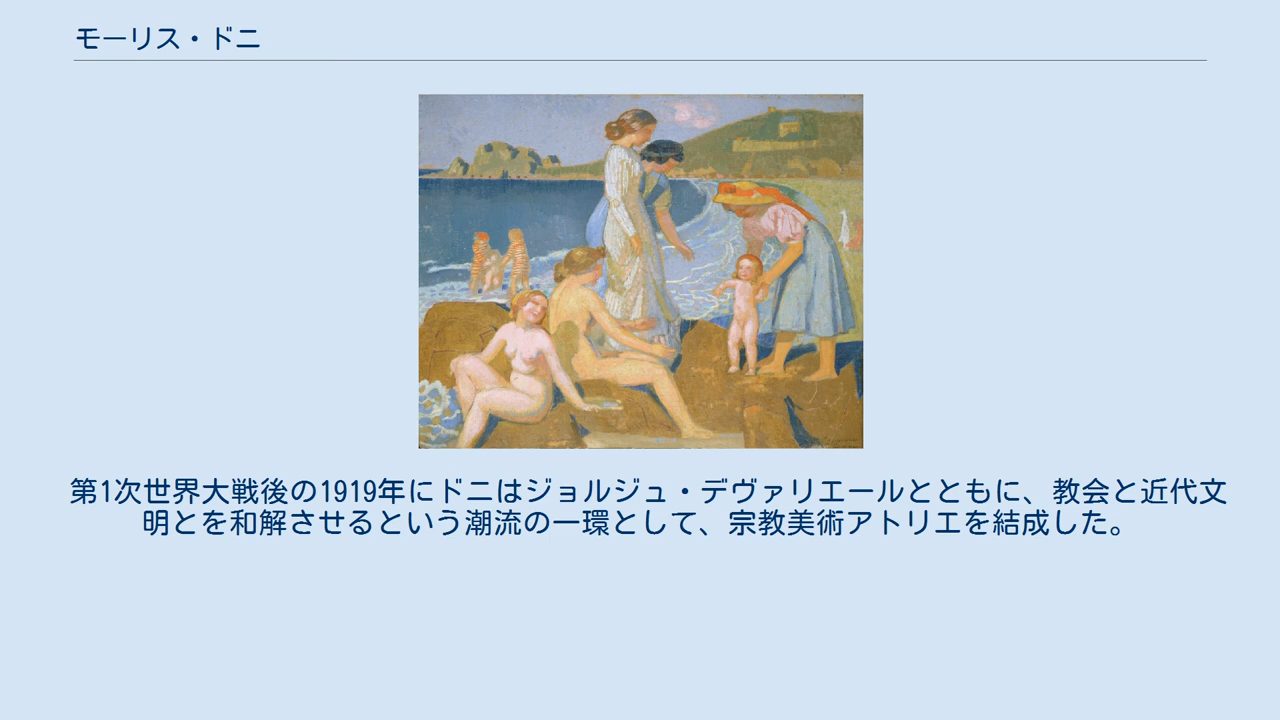 モーリス・ドニ
第1次世界大戦後の1919年にドニはジョルジュ・デヴァリエールとともに、教会と近代文
明とを和解させるという潮流の一環として、宗教美術アトリエを結成した。